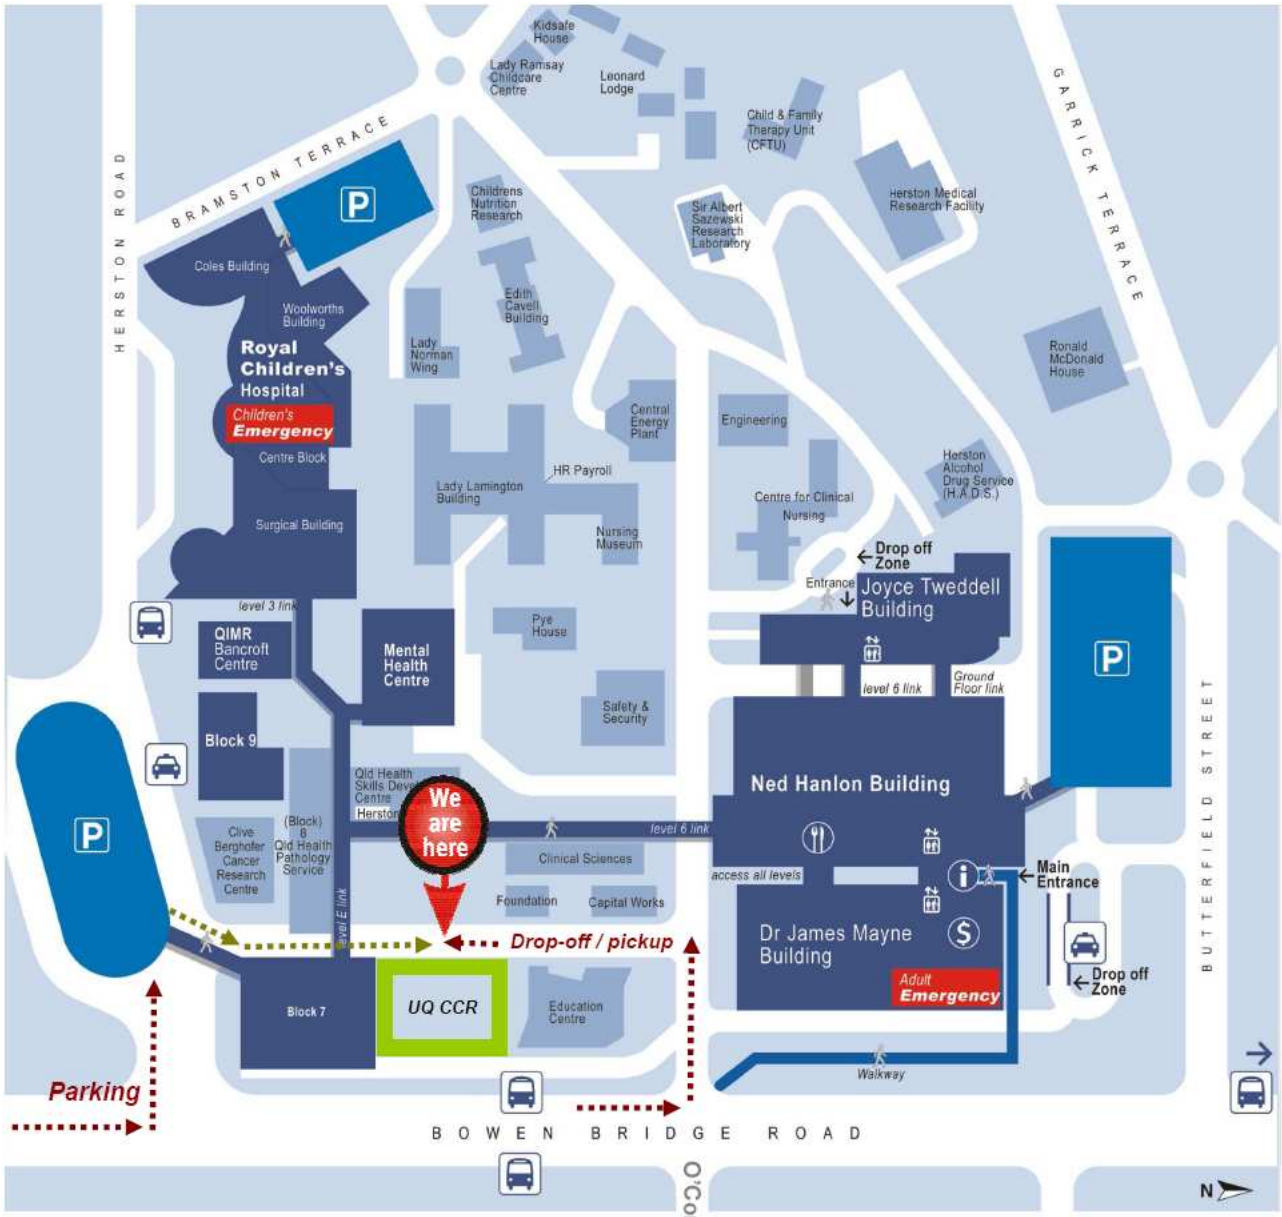 Kidsafe
House
Lady Ramsay
Childcare
Centre
Leonard
Lodge
Child & Family
Therapy Unit
(CFTU)
GARRICK TERRACE
HERSTON ROAD
BRAMSTON TERRACE
P
Childrens
Nutrition
Research
Sir Albert
Sazewski
Research
Laboratory
Herston Medical
Research Facility
Coles Building
Woolworths
Building
Edith
Cavell
Building
Lady
Norman
Wing
Royal
Children's
Hospital
Children's
Emergency
Centre Block
Surgical Building
Ronald
McDonald
House
Central
Energy
Plant
Engineering
HR Payroll
Lady Lamington
Building
Nursing
Museum
Centre for Clinical
Nursing
Herston
Alcohol
Drug Service
(H.A.D.S.)
Drop off
Zone
Entrance
Joyce Tweddell
Building
level 3 link
QIMR
Bancroft
Centre
Mental
Health
Centre
Pye
House
Safety &
Security
level 6 link
Ground
Floor link
P
BUTTERFIELD STREET
Block 9
Qld Health
Skills Deve
Centre
Herston
We
are
here
Ned Hanlon Building
P
Clive
Berghofer
Cancer
Research
Centre
(Block)
8
Qld Health
Pathology
Service
level 6 link
Clinical Sciences
access all levels
i
Main
Entrance
Foundation
Capital Works
level E link
Drop-off / pickup
Dr James Mayne
Building
$
Adult
Emergency
Drop off
Zone
Block 7
UQ CCR
Education
Centre
Parking
Walkway
BOWEN BRIDGE ROAD
O'Co
N